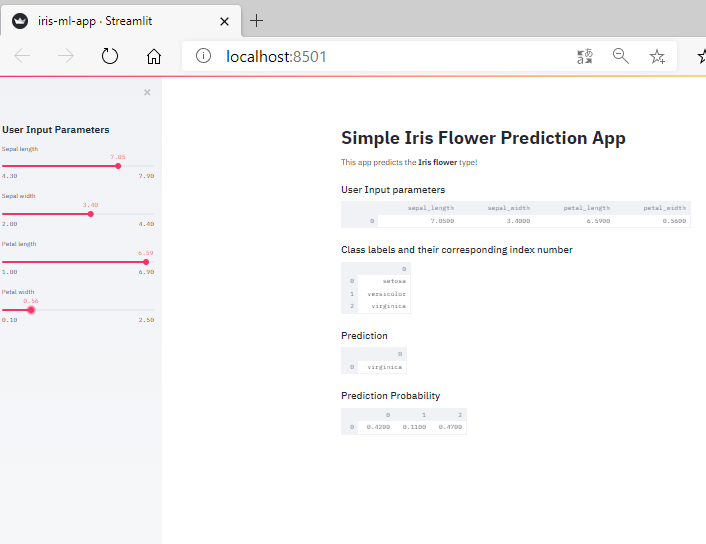 iris-ml-app · Streamlit
localhost:8501
User Input Parameters
Sepal length
7.05
4.30 7.90
Sepal width
3.40
2.00 4.40
Petal length
6.59
1.00 6.90
Petal width
0.56
0.10 2.50
Simple Iris Flower Prediction App
This app predicts the Iris flower type!
User Input parameters
sepal_length sepal_width petal_length petal_width
0 7.0500 3.4000 6.5900 0.5600
Class labels and their corresponding index number
0
0 setosa
1 versicolor
2 virginica
Prediction
0
0 virginica
Prediction Probability
0 1 2
0 0.4200 0.1100 0.4700